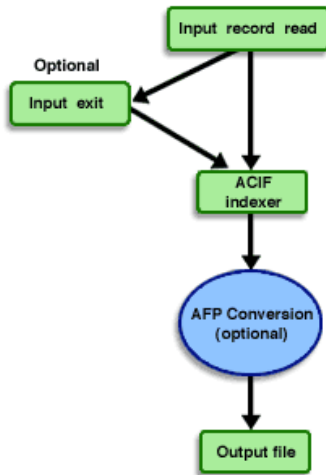 Input record read
Optional
Input exit
ACIF
indexer
AFP Conversion
(optional)
Output file